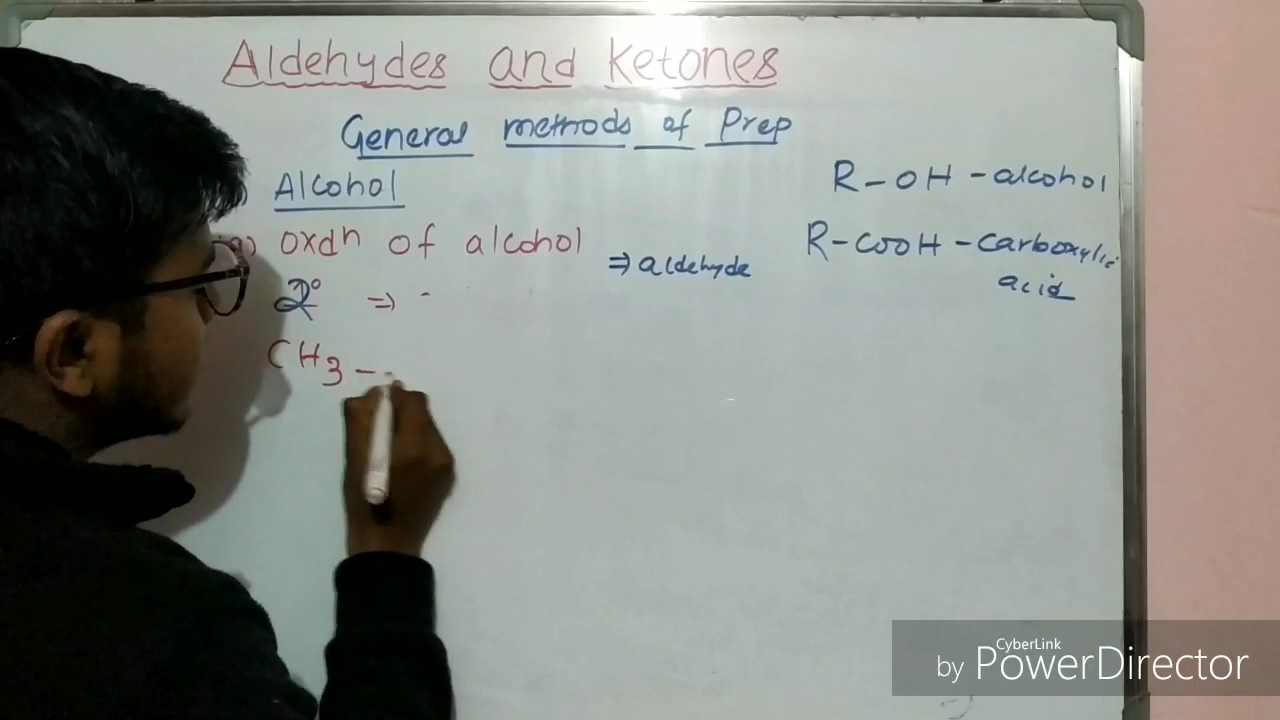 Aldehydes and Ketones
General methods of Prep
Alcohol
a) oxdn of alcohol
⇒ aldehyde
2° ⇒ -
CH3 -
R-OH - alcohol
R-COOH - carboxylic
acid
CyberLink
by PowerDirector